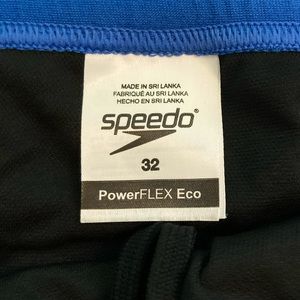 MADE IN SRI LANKA
FABRIQUÉ AU SRI LANKA
HECHO EN SRI LANKA
speedo®
32
PowerFLEX Eco